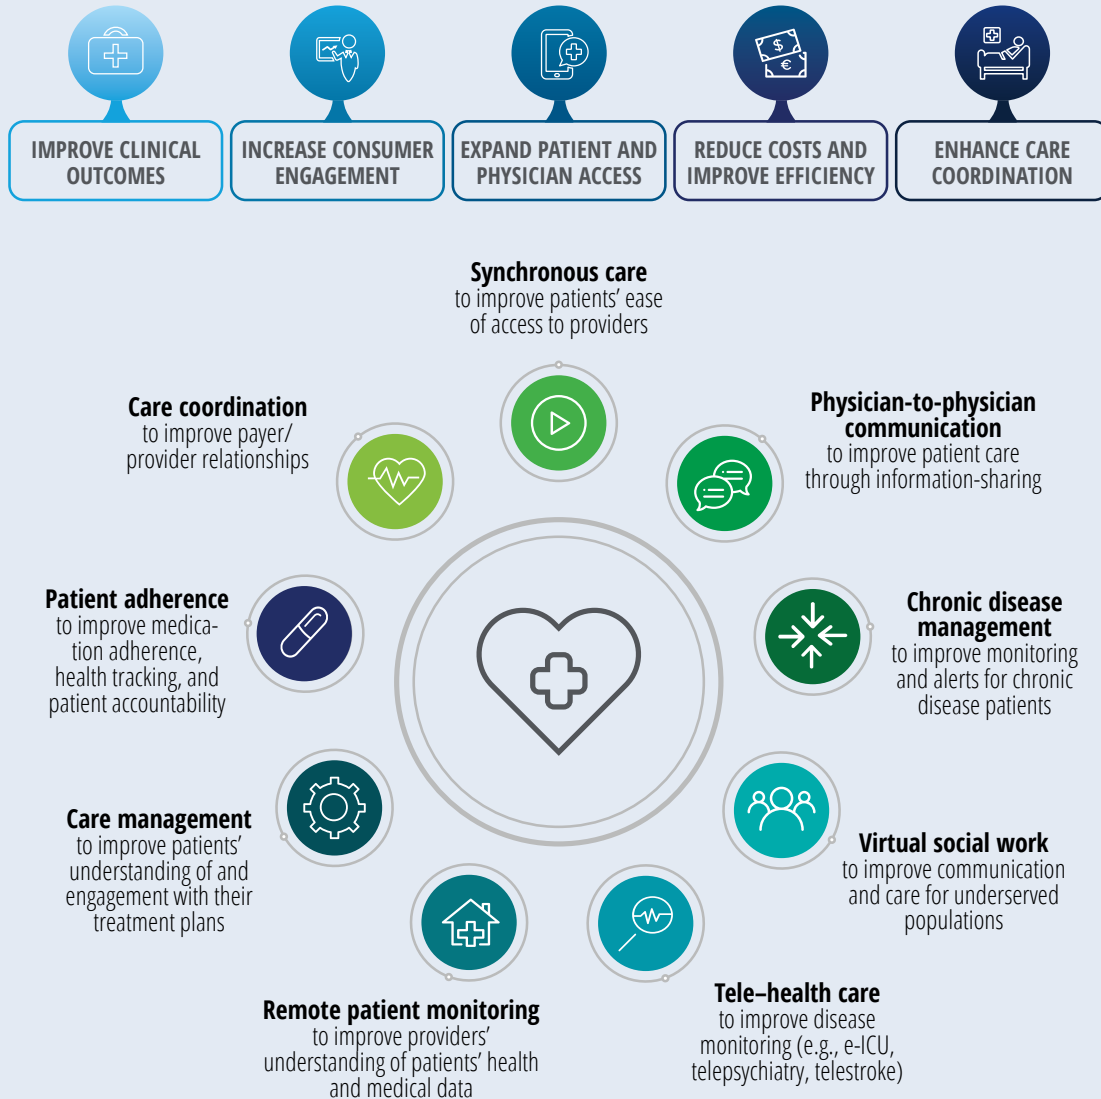 IMPROVE CLINICAL
OUTCOMES
INCREASE CONSUMER
ENGAGEMENT
EXPAND PATIENT AND
PHYSICIAN ACCESS
REDUCE COSTS AND
IMPROVE EFFICIENCY
ENHANCE CARE
COORDINATION
$
€
Synchronous care
to improve patients’ ease
of access to providers
Physician-to-physician
communication
to improve patient care
through information-sharing
Chronic disease
management
to improve monitoring
and alerts for chronic
disease patients
Virtual social work
to improve communication
and care for underserved
populations
Tele–health care
to improve disease
monitoring (e.g., e-ICU,
telepsychiatry, telestroke)
Remote patient monitoring
to improve providers’
understanding of patients’ health
and medical data
Care management
to improve patients’
understanding of and
engagement with their
treatment plans
Patient adherence
to improve medica-
tion adherence,
health tracking, and
patient accountability
Care coordination
to improve payer/
provider relationships